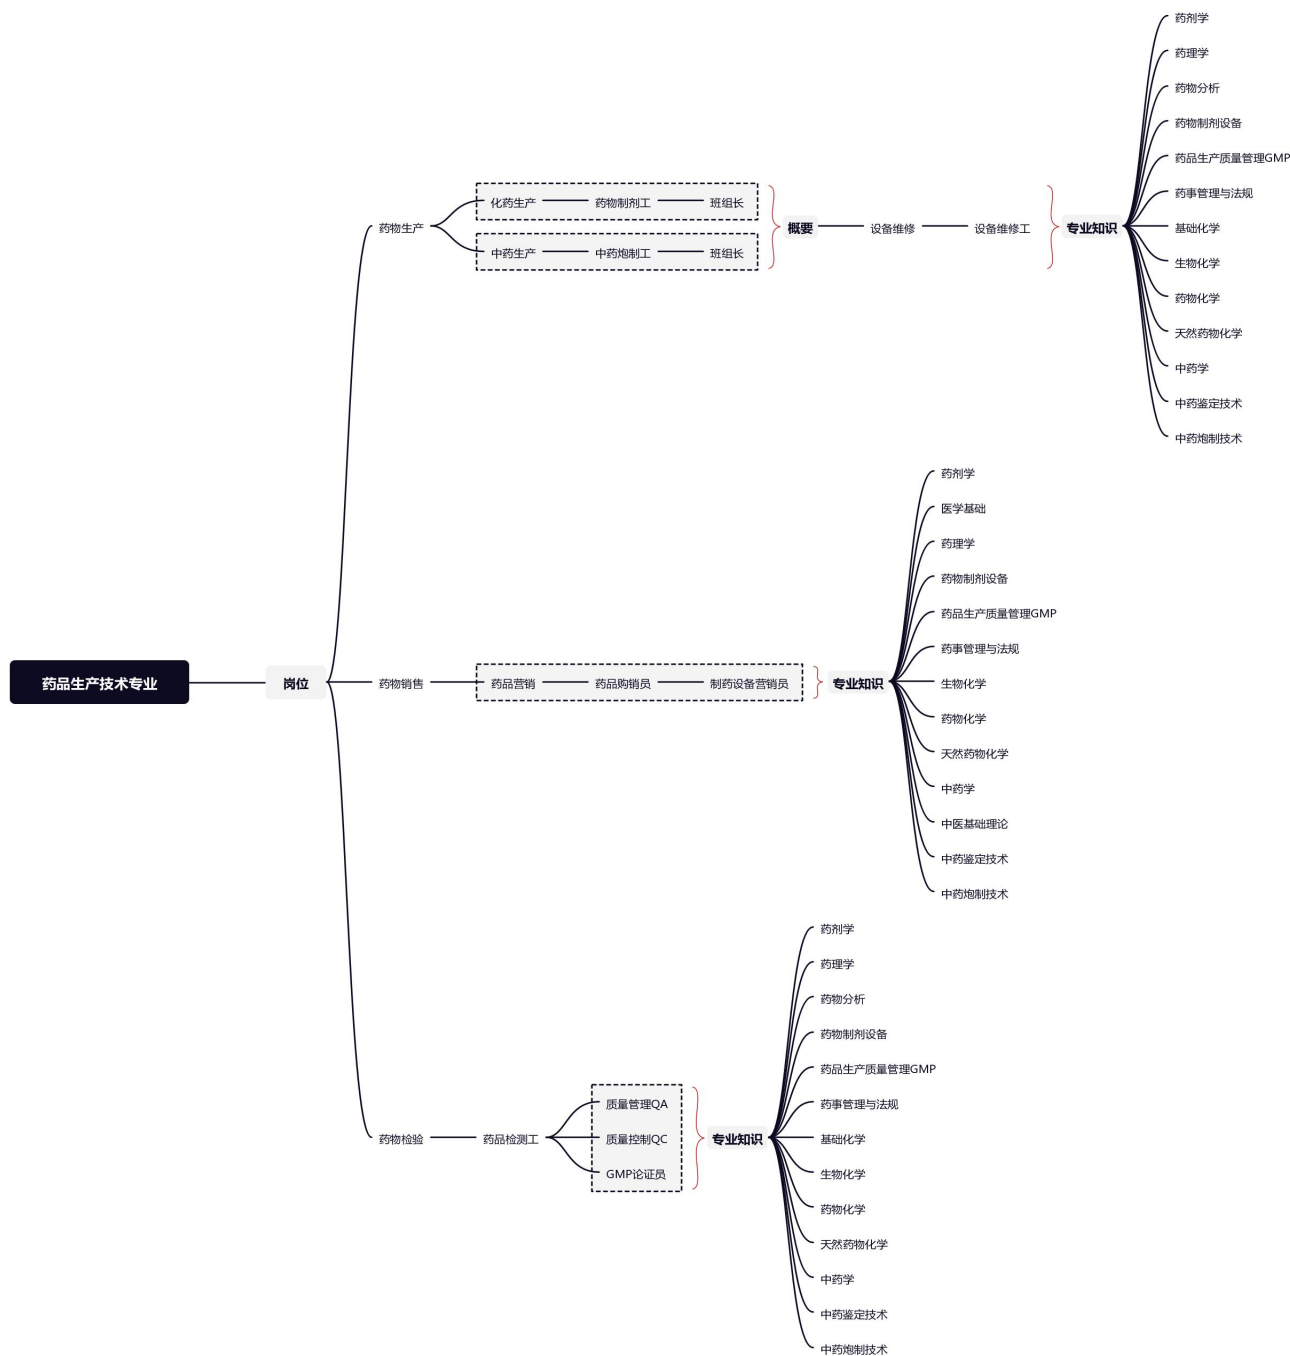 药品生产技术专业
岗位
药物生产
化药生产
药物制剂工
班组长
中药生产
中药炮制工
班组长
概要
设备维修
设备维修工
专业知识
药剂学
药理学
药物分析
药物制剂设备
药品生产质量管理GMP
药事管理与法规
基础化学
生物化学
药物化学
天然药物化学
中药学
中药鉴定技术
中药炮制技术
药物销售
药品营销
药品购销员
制药设备营销员
专业知识
药剂学
医学基础
药理学
药物制剂设备
药品生产质量管理GMP
药事管理与法规
生物化学
药物化学
天然药物化学
中药学
中医基础理论
中药鉴定技术
中药炮制技术
药物检验
药品检测工
质量管理QA
质量控制QC
GMP论证员
专业知识
药剂学
药理学
药物分析
药物制剂设备
药品生产质量管理GMP
药事管理与法规
基础化学
生物化学
药物化学
天然药物化学
中药学
中药鉴定技术
中药炮制技术